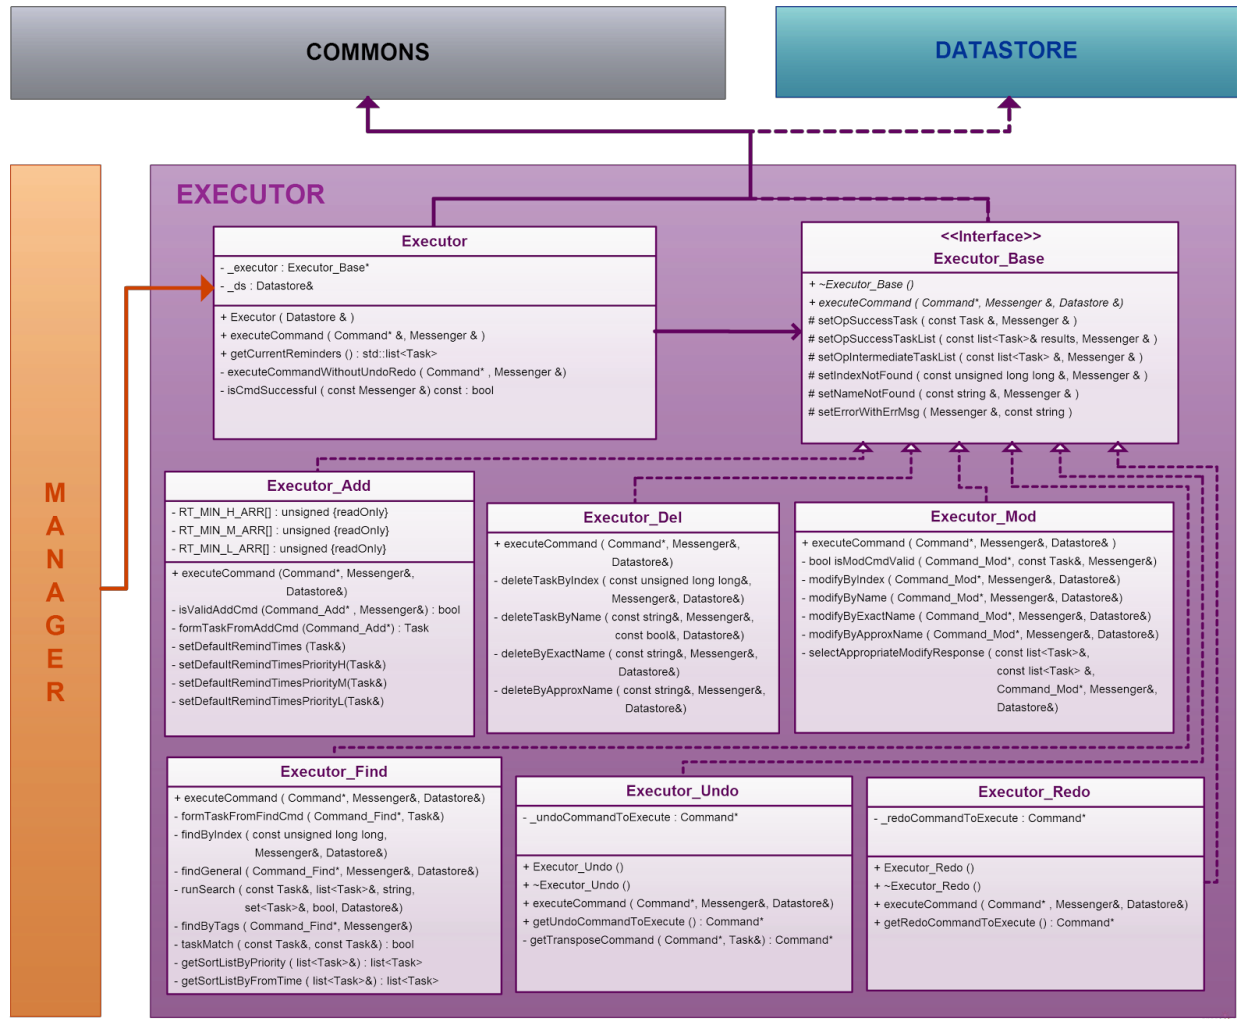 COMMONS
DATASTORE
MANAGER
EXECUTOR
Executor
- _executor : Executor_Base*
- _ds : Datastore&
+ Executor ( Datastore & )
+ executeCommand ( Command* &, Messenger & )
+ getCurrentReminders () : std::list<Task>
- executeCommandWithoutUndoRedo ( Command* , Messenger &)
- isCmdSuccessful ( const Messenger &) const : bool
<<Interface>>
Executor_Base
+ ~Executor_Base ()
+ executeCommand ( Command*, Messenger &, Datastore &)
# setOpSuccessTask ( const Task &, Messenger & )
# setOpSuccessTaskList ( const list<Task>& results, Messenger & )
# setOpIntermediateTaskList ( const list<Task> &, Messenger & )
# setIndexNotFound ( const unsigned long long &, Messenger & )
# setNameNotFound ( const string &, Messenger & )
# setErrorWithErrMsg ( Messenger &, const string )
Executor_Add
- RT_MIN_H_ARR[] : unsigned {readOnly}
- RT_MIN_M_ARR[] : unsigned {readOnly}
- RT_MIN_L_ARR[] : unsigned {readOnly}
+ executeCommand (Command*, Messenger&,
Datastore&)
- isValidAddCmd (Command_Add* , Messenger&) : bool
- formTaskFromAddCmd (Command_Add*) : Task
- setDefaultRemindTimes (Task&)
- setDefaultRemindTimesPriorityH(Task&)
- setDefaultRemindTimesPriorityM(Task&)
- setDefaultRemindTimesPriorityL(Task&)
Executor_Del
+ executeCommand ( Command*, Messenger&,
Datastore&)
- deleteTaskByIndex ( const unsigned long long&,
Messenger&, Datastore&)
- deleteTaskByName ( const string&, Messenger&,
const bool&, Datastore&)
- deleteByExactName ( const string&, Messenger&,
Datastore&)
- deleteByApproxName ( const string&, Messenger&,
Datastore&)
Executor_Mod
+ executeCommand ( Command*, Messenger&, Datastore& )
- bool isModCmdValid ( Command_Mod*, const Task&, Messenger&)
- modifyByIndex ( Command_Mod*, Messenger&, Datastore&)
- modifyByName ( Command_Mod*, Messenger&, Datastore&)
- modifyByExactName ( Command_Mod*, Messenger&, Datastore&)
- modifyByApproxName ( Command_Mod*, Messenger&, Datastore&)
- selectAppropriateModifyResponse ( const list<Task>&,
const list<Task> &,
Command_Mod*, Messenger&,
Datastore&)
Executor_Find
+ executeCommand ( Command*, Messenger&, Datastore&)
- formTaskFromFindCmd ( Command_Find*, Task&)
- findByIndex ( const unsigned long long,
Messenger&, Datastore&)
- findGeneral ( Command_Find*, Messenger&, Datastore&)
- runSearch ( const Task&, list<Task>&, string,
set<Task>&, bool, Datastore&)
- findByTags ( Command_Find*, Messenger&)
- taskMatch ( const Task&, const Task&) : bool
- getSortListByPriority ( list<Task>&) : list<Task>
- getSortListByFromTime ( list<Task>&) : list<Task>
Executor_Undo
- _undoCommandToExecute : Command*
+ Executor_Undo ()
+ ~Executor_Undo ()
+ executeCommand ( Command*, Messenger&, Datastore&)
+ getUndoCommandToExecute () : Command*
- getTransposeCommand ( Command*, Task&) : Command*
Executor_Redo
- _redoCommandToExecute : Command*
+ Executor_Redo ()
+ ~Executor_Redo ()
+ executeCommand ( Command* , Messenger&, Datastore&)
+ getRedoCommandToExecute () : Command*